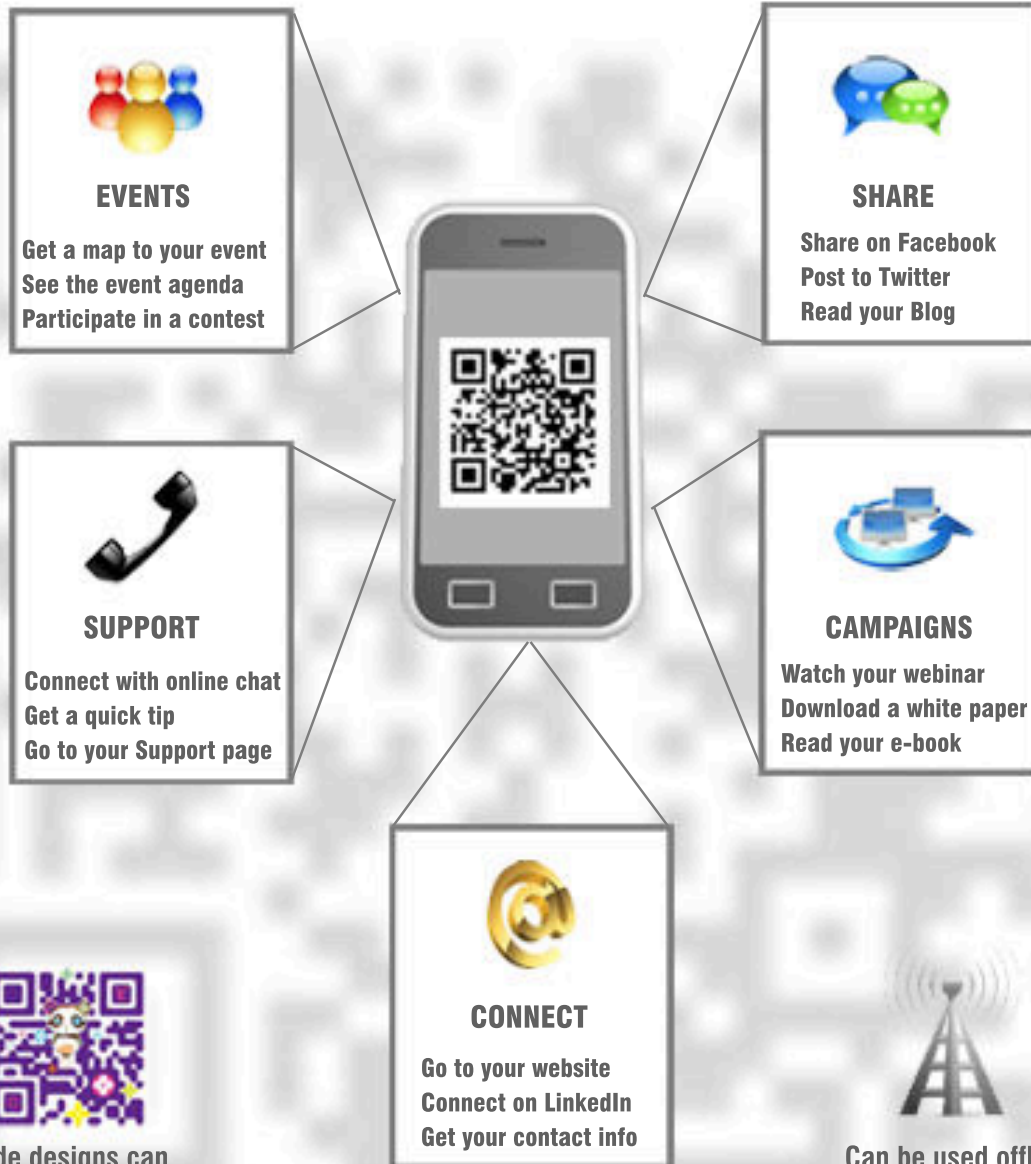 EVENTS
Get a map to your event
See the event agenda
Participate in a contest
SHARE
Share on Facebook
Post to Twitter
Read your Blog
SUPPORT
Connect with online chat
Get a quick tip
Go to your Support page
CAMPAIGNS
Watch your webinar
Download a white paper
Read your e-book
CONNECT
Go to your website
Connect on LinkedIn
Get your contact info
designs can
Can be used